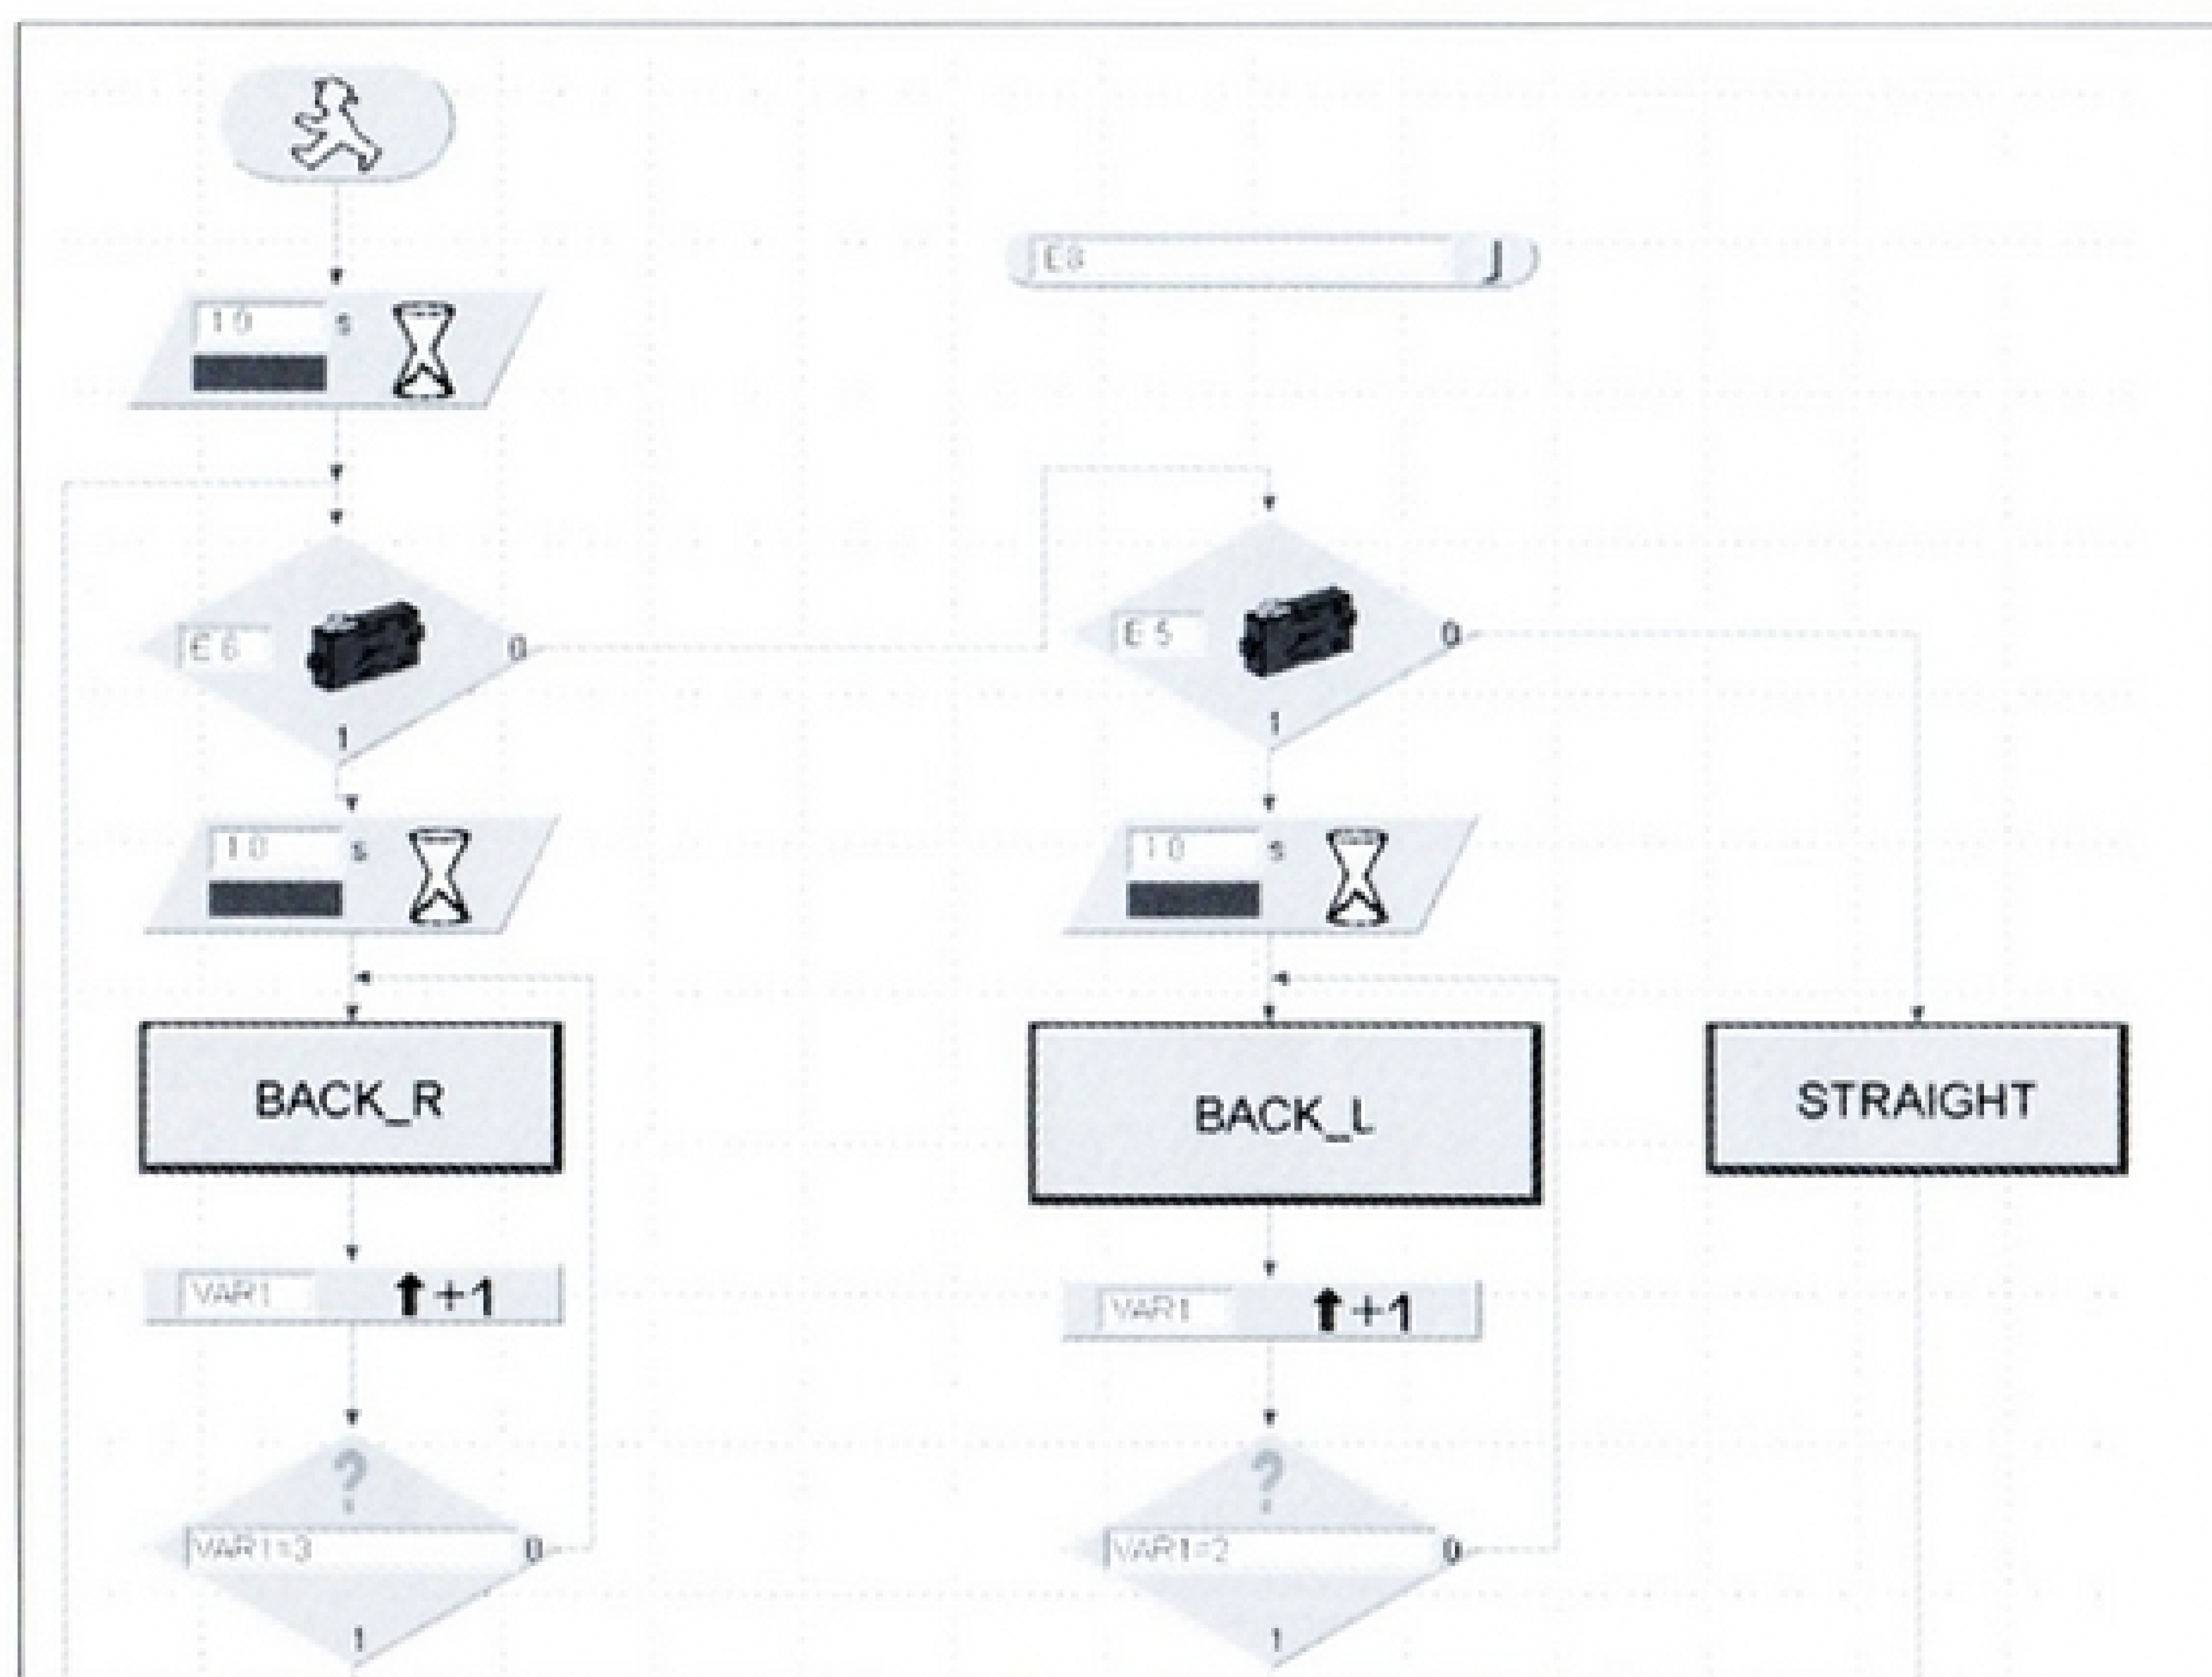 10 s
E8
E6 0
1
E5 0
1
10 s
10 s
BACK_R
BACK_L
STRAIGHT
VAR1 +1
VAR1 +1
?
VAR1=3 0
1
?
VAR1=2 0
1